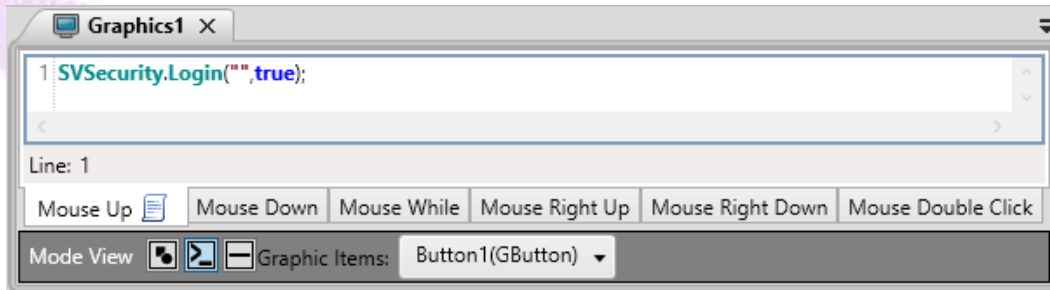 Graphics1
1 SVSecurity.Login("",true);
Line: 1
Mouse Up Mouse Down Mouse While Mouse Right Up Mouse Right Down Mouse Double Click
Mode View Graphic Items: Button1(GButton)